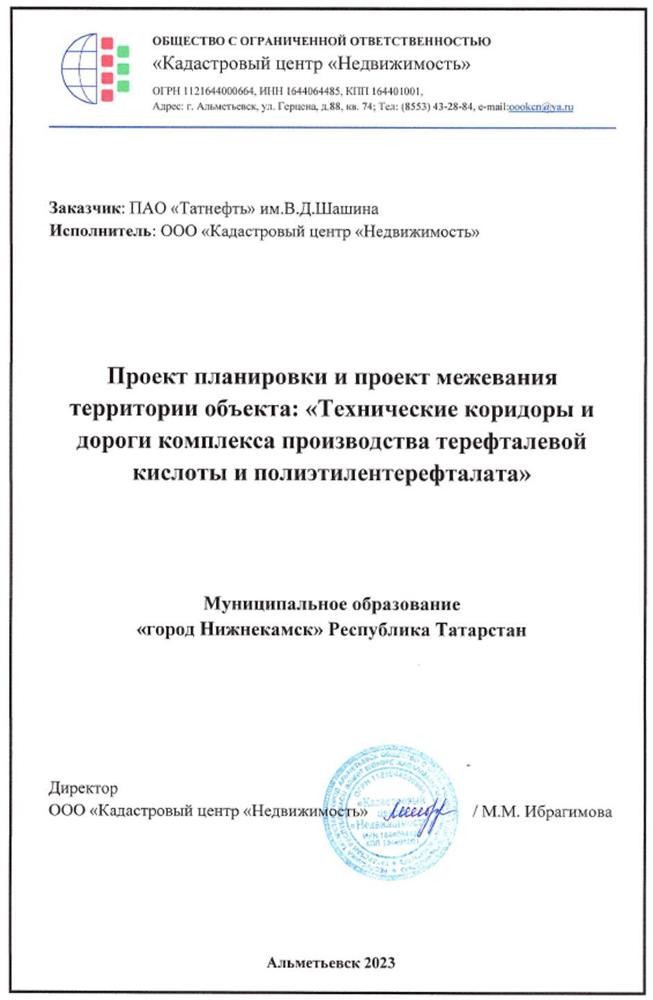 ОБЩЕСТВО С ОГРАНИЧЕННОЙ ОТВЕТСТВЕННОСТЬЮ
«Кадастровый центр «Недвижимость»
ОГРН 1121644000664, ИНН 1644064485, КПП 164401001,
Адрес: г. Альметьевск, ул. Герцена, д.88, кв. 74; Тел: (8553) 43-28-84, e-mail:oookcn@ya.ru
Заказчик: ПАО «Татнефть» им.В.Д.Шашина
Исполнитель: ООО «Кадастровый центр «Недвижимость»
Проект планировки и проект межевания
территории объекта: «Технические коридоры и
дороги комплекса производства терефталевой
кислоты и полиэтилентерефталата»
Муниципальное образование
«город Нижнекамск» Республика Татарстан
Директор
ООО «Кадастровый центр «Недвижимость» / М.М. Ибрагимова
«Кадастровый
«Недвижимость»
Альметьевск 2023